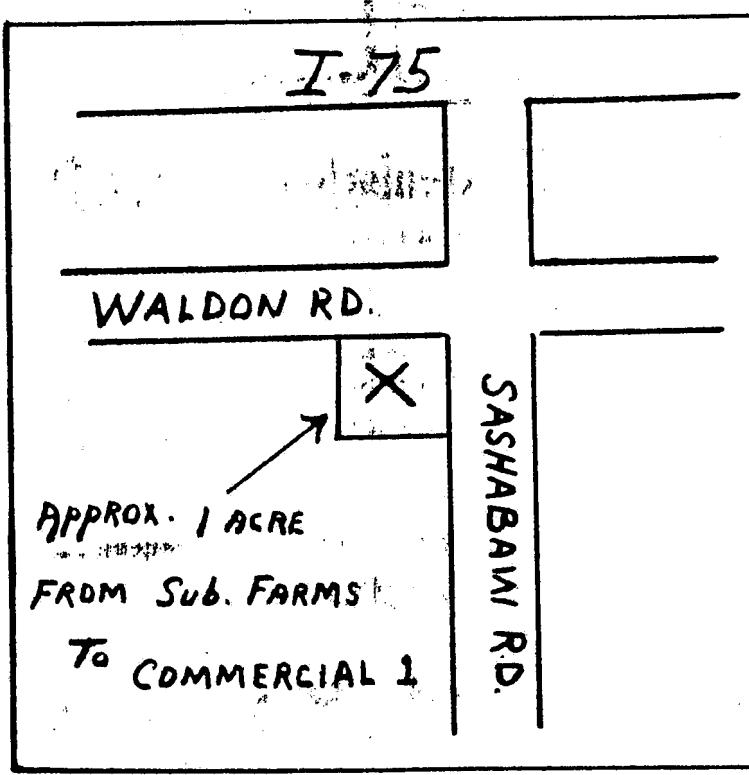 I-75
WALDON RD.
SASHABAW RD.
APPROX. 1 ACRE
FROM Sub. FARMS
To COMMERCIAL 1